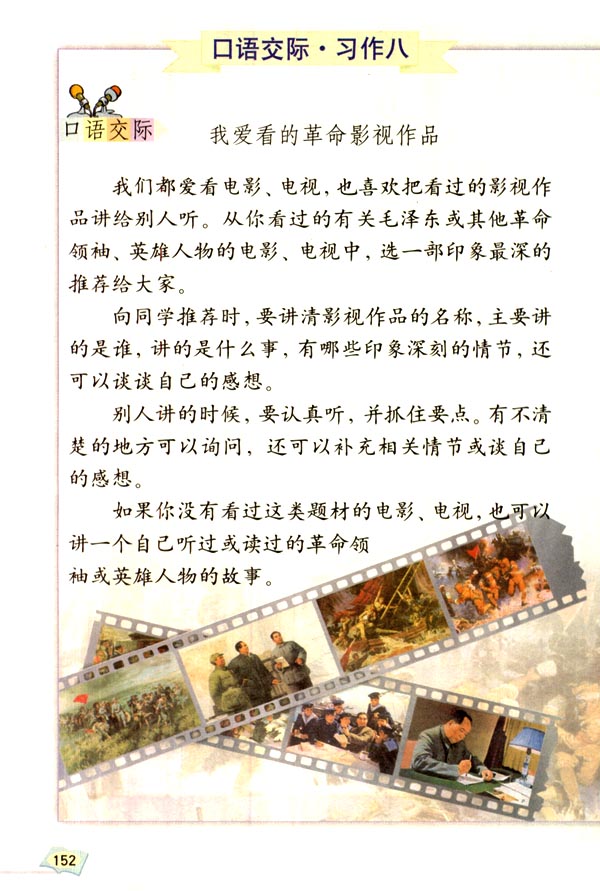 口语交际·习作八
口语交际
我爱看的革命影视作品
我们都爱看电影、电视，也喜欢把看过的影视作
品讲给别人听。从你看过的有关毛泽东或其他革命
领袖、英雄人物的电影、电视中，选一部印象最深的
推荐给大家。
向同学推荐时，要讲清影视作品的名称，主要讲
的是谁，讲的是什么事，有哪些印象深刻的情节，还
可以谈谈自己的感想。
别人讲的时候，要认真听，并抓住要点。有不清
楚的地方可以询问，还可以补充相关情节或谈自己
的感想。
如果你没有看过这类题材的电影、电视，也可以
讲一个自己听过或读过的革命领
袖或英雄人物的故事。
152